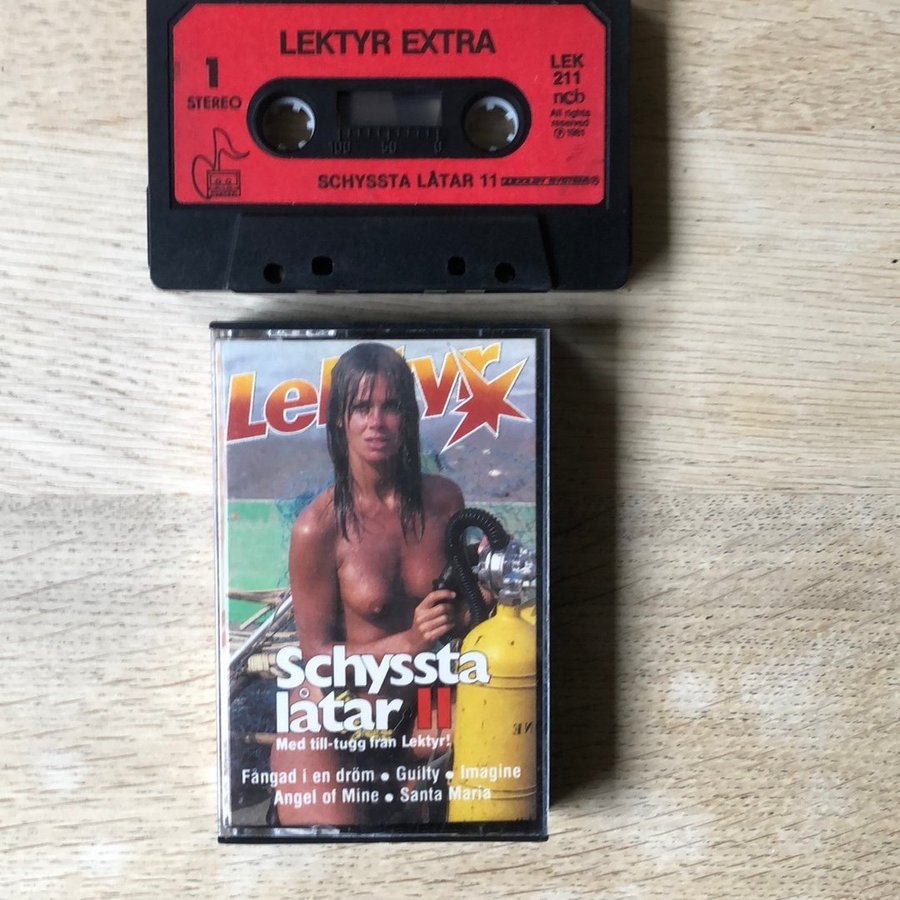 LEKTYR EXTRA
1
STEREO
LEK
211
ncb
All rights
reserved
℗ 1981
100 50 0
SCHYSSTA LÅTAR 11
Lektyr
Schyssta
låtar II
Med till-tugg från Lektyr!
Fångad i en dröm • Guilty • Imagine
Angel of Mine • Santa Maria